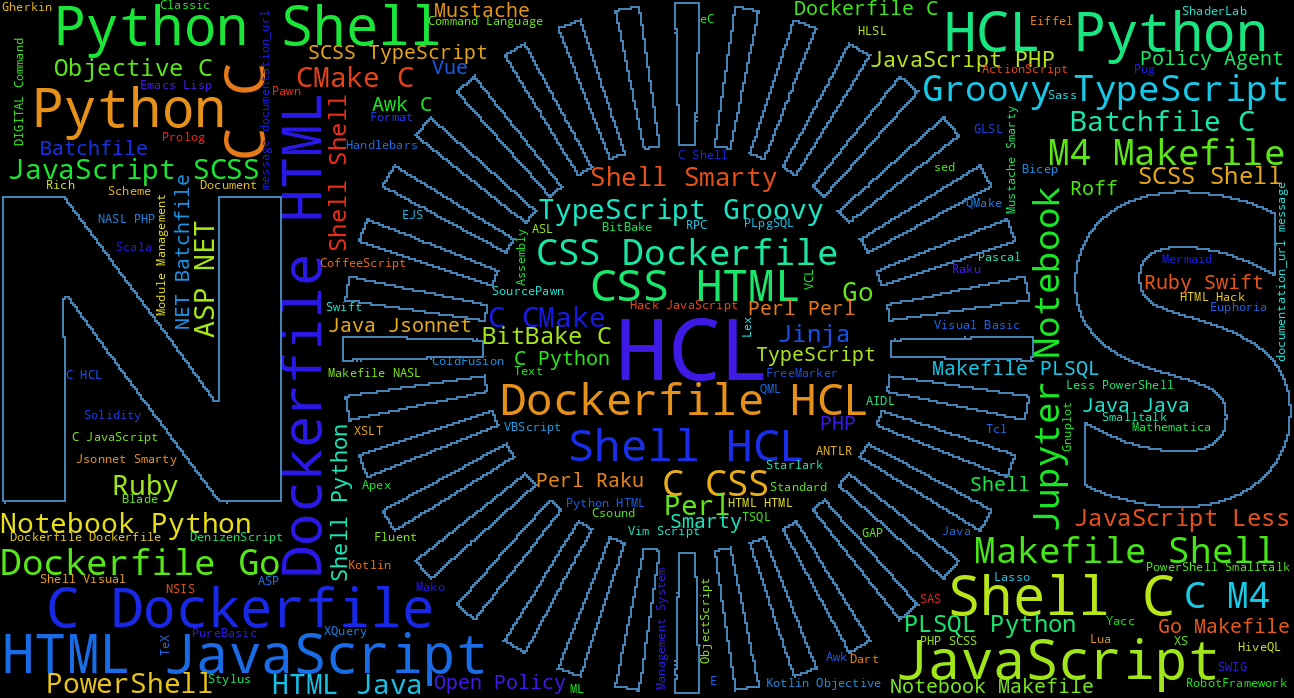 Gherkin
Classic
Python Shell
Mustache
Command Language
eC
Dockerfile C
HLSL
HCL Python
Eiffel
ShaderLab
SCSS TypeScript
Objective C
DIGITAL Command
Emacs Lisp
message documentation_url
C C
CMake C
Vue
Pawn
JavaScript PHP
ActionScript
Policy Agent
Pug
Python
Awk C
Format
Groovy
Sass
TypeScript
Batchfile
Prolog
HTML
Shell Shell
Handlebars
C Shell
GLSL
Mustache Smarty
Batchfile C
JavaScript SCSS
Rich
Scheme
Document
Shell Smarty
sed
Bicep
M4 Makefile
SCSS Shell
Roff
NASL PHP
Module Management
NET Batchfile
ASP NET
Scala
EJS
TypeScript Groovy
ASL
BitBake
RPC
PLpgSQL
QMake
Notebook
documentation_url message
CoffeeScript
Assembly
CSS Dockerfile
VCL
Raku
Pascal
Mermaid
SourcePawn
CSS HTML
Go
Ruby Swift
HTML Hack
Euphoria
Swift
Hack JavaScript
Perl Perl
Java Jsonnet
C CMake
BitBake C
HCL
Lex
Jinja
Visual Basic
Dockerfile
ColdFusion
C Python
Text
TypeScript
Makefile NASL
FreeMarker
Makefile PLSQL
C HCL
QML
Less PowerShell
Dockerfile HCL
AIDL
Java Java
Jupyter
Gnuplot
Smalltalk
Mathematica
Solidity
C JavaScript
XSLT
VBScript
PHP
Tcl
Shell HCL
ANTLR
Jsonnet Smarty
Starlark
Ruby
Blade
Shell Python
Apex
Perl Raku
C CSS
Standard
Shell
Python HTML
Csound
Perl
HTML HTML
TSQL
Smarty
Vim Script
Notebook Python
Dockerfile Dockerfile
DenizenScript
Fluent
GAP
Java
JavaScript Less
Dockerfile Go
Kotlin
Makefile Shell
PowerShell Smalltalk
Shell Visual
NSIS
ASP
Mako
Lasso
C Dockerfile
Management System
ObjectScript
SAS
Shell C
C M4
PLSQL Python
Yacc
Go Makefile
TeX
PureBasic
XQuery
PHP SCSS
Lua
XS
HiveQL
HTML JavaScript
Awk
Dart
JavaScript
SWIG
PowerShell
Stylus
HTML Java
Open Policy
ML
E
Kotlin Objective
Notebook Makefile
RobotFramework
N
S